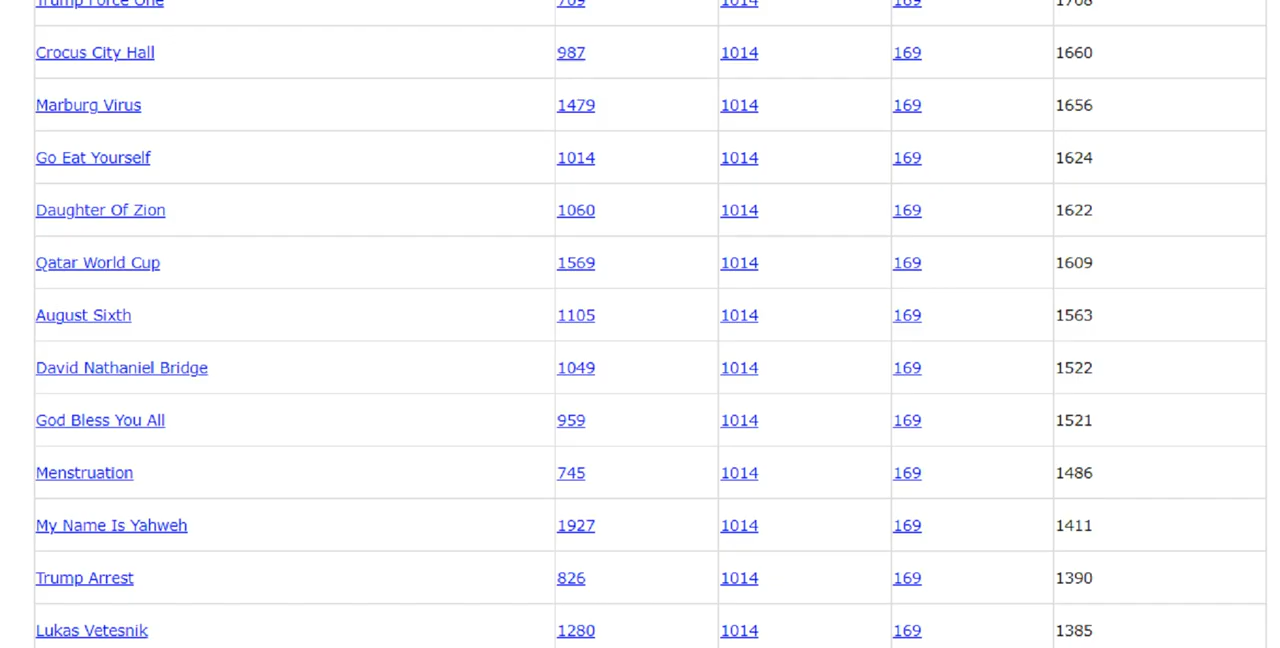 Trump Force One 709 1014 169 1768
Crocus City Hall 987 1014 169 1660
Marburg Virus 1479 1014 169 1656
Go Eat Yourself 1014 1014 169 1624
Daughter Of Zion 1060 1014 169 1622
Qatar World Cup 1569 1014 169 1609
August Sixth 1105 1014 169 1563
David Nathaniel Bridge 1049 1014 169 1522
God Bless You All 959 1014 169 1521
Menstruation 745 1014 169 1486
My Name Is Yahweh 1927 1014 169 1411
Trump Arrest 826 1014 169 1390
Lukas Vetesnik 1280 1014 169 1385